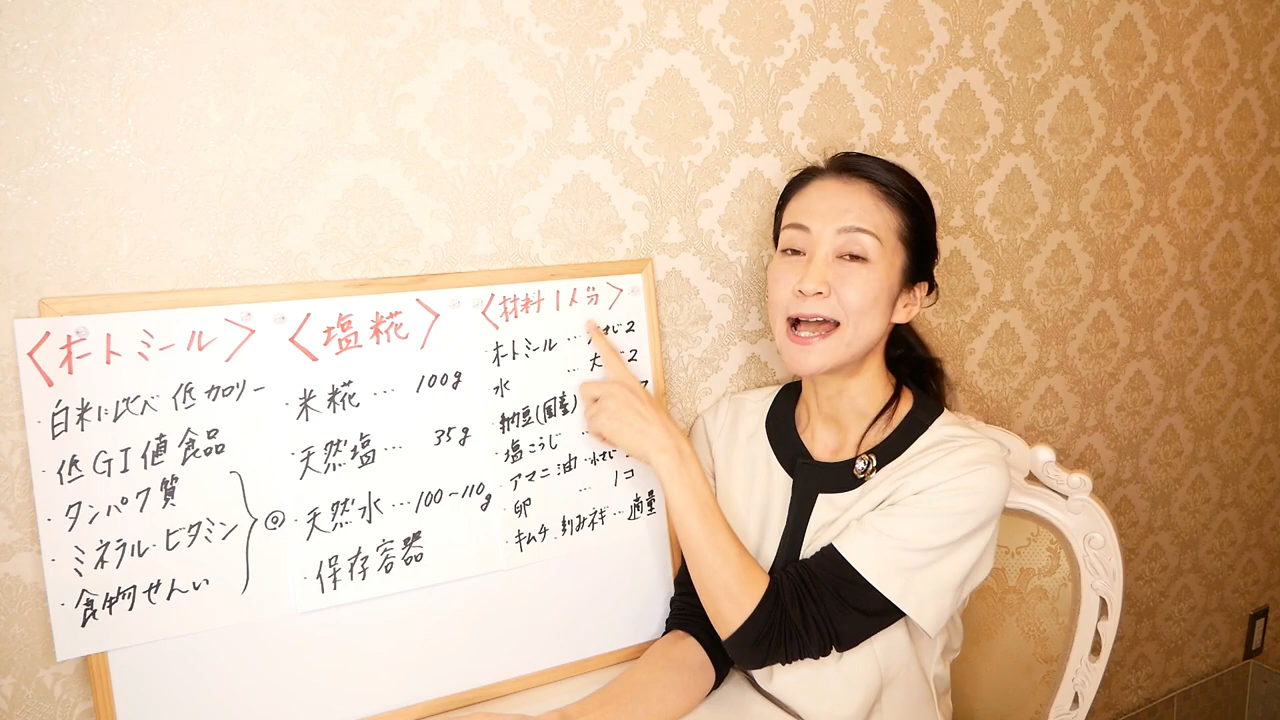 〈オートミール〉
・白米に比べ低カロリー
・低GI値食品
・タンパク質
・ミネラル・ビタミン
・食物せんい
◎
〈塩糀〉
・米糀… 100g
・天然塩… 35g
・天然水…100〜110g
・保存容器
〈材料1人分〉
・オートミール … 大さじ2
・水 … 大さじ2
・納豆(国産)
・塩こうじ …
・アマニ油…小さじ
・卵 … 1コ
・キムチ、刻みネギ…適量